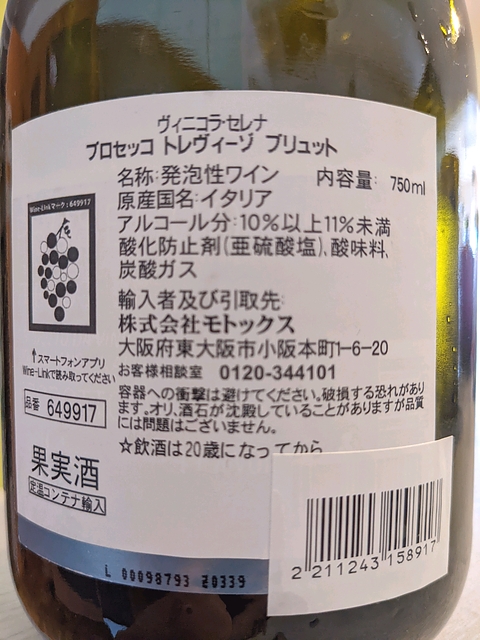 ヴィニコラ・セレナ
プロセッコ トレヴィーゾ ブリュット
名称:発泡性ワイン 内容量: 750ml
原産国名:イタリア
アルコール分:10%以上11%未満
酸化防止剤(亜硫酸塩)、酸味料、
炭酸ガス
輸入者及び引取先:
株式会社モトックス
大阪府東大阪市小阪本町1-6-20
お客様相談室 0120-344101
容器への衝撃は避けてください。破損する恐れがあり
ます。オリ、酒石が沈殿していることがありますが品質
には問題はございません。
☆飲酒は20歳になってから
Wine-Linkマーク:649917
↑スマートフォンアプリ
Wine-Linkで読み取ってください
品番 649917
果実酒
定温コンテナ輸入
L 00098793 20339
2 211243 158917